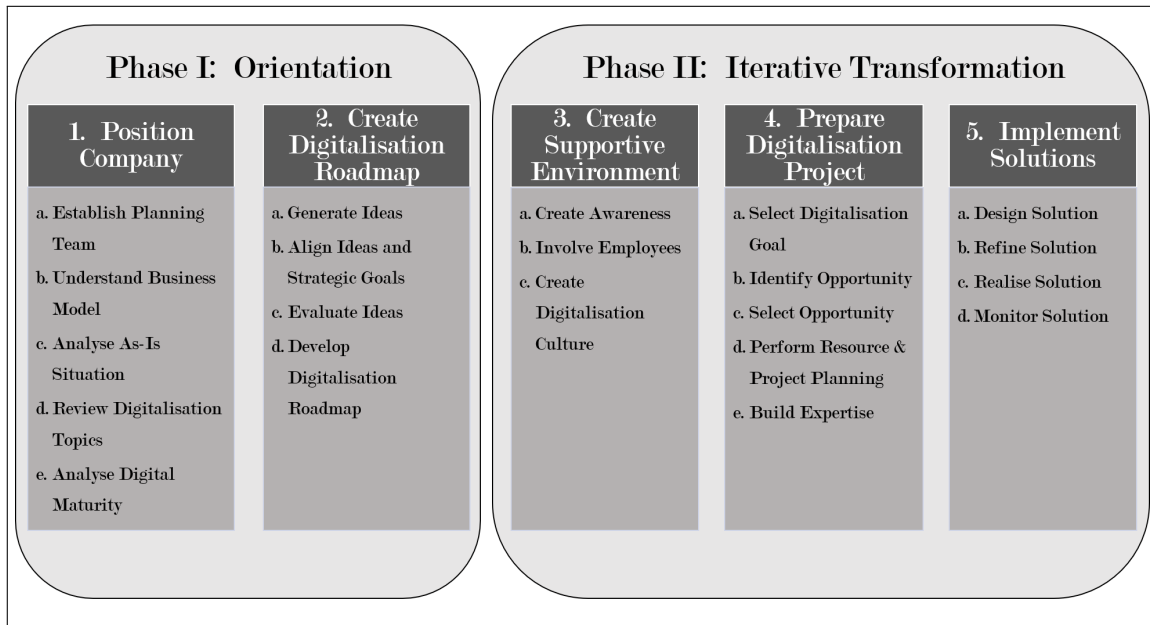 Phase I: Orientation
1. Position
Company
a. Establish Planning
Team
b. Understand Business
Model
c. Analyse As-Is
Situation
d. Review Digitalisation
Topics
e. Analyse Digital
Maturity
2. Create
Digitalisation
Roadmap
a. Generate Ideas
b. Align Ideas and
Strategic Goals
c. Evaluate Ideas
d. Develop
Digitalisation
Roadmap
Phase II: Iterative Transformation
3. Create
Supportive
Environment
a. Create Awareness
b. Involve Employees
c. Create
Digitalisation
Culture
4. Prepare
Digitalisation
Project
a. Select Digitalisation
Goal
b. Identify Opportunity
c. Select Opportunity
d. Perform Resource &
Project Planning
e. Build Expertise
5. Implement
Solutions
a. Design Solution
b. Refine Solution
c. Realise Solution
d. Monitor Solution